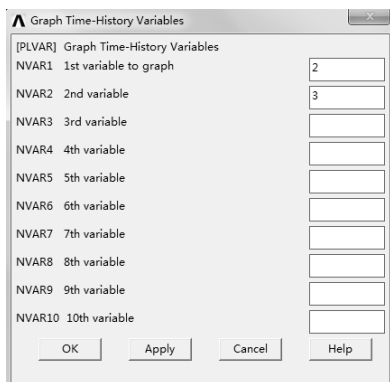 Graph Time-History Variables
[PLVAR] Graph Time-History Variables
NVAR1 1st variable to graph 2
NVAR2 2nd variable 3
NVAR3 3rd variable
NVAR4 4th variable
NVAR5 5th variable
NVAR6 6th variable
NVAR7 7th variable
NVAR8 8th variable
NVAR9 9th variable
NVAR10 10th variable
OK Apply Cancel Help